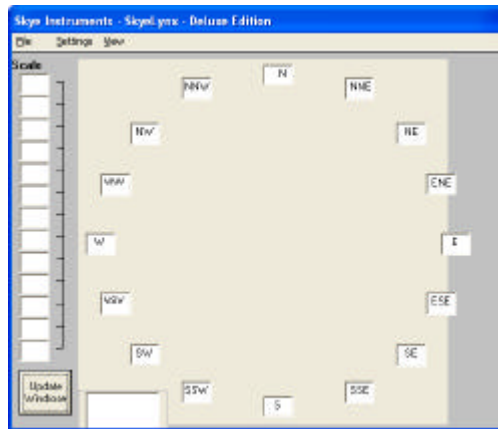 Skye Instruments - SkyeLynx - Deluxe Edition
File Settings View
Scale
N
NNW NNE
NW NE
WNW ENE
W E
WSW ESE
SW SE
SSW SSE
S
Update
Windrose